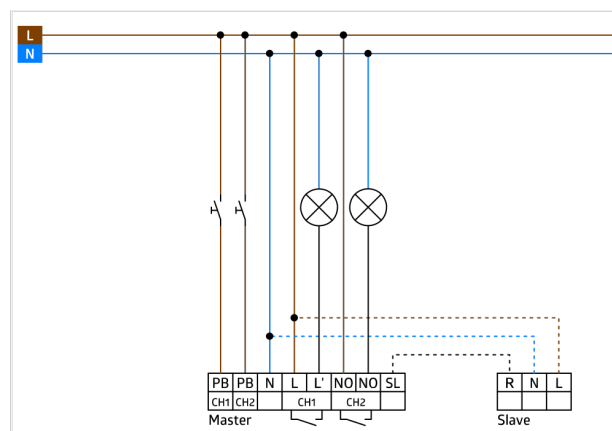 L
N
PB PB N L L' NO NO SL R N L
CH1 CH2 CH1 CH2
Master Slave